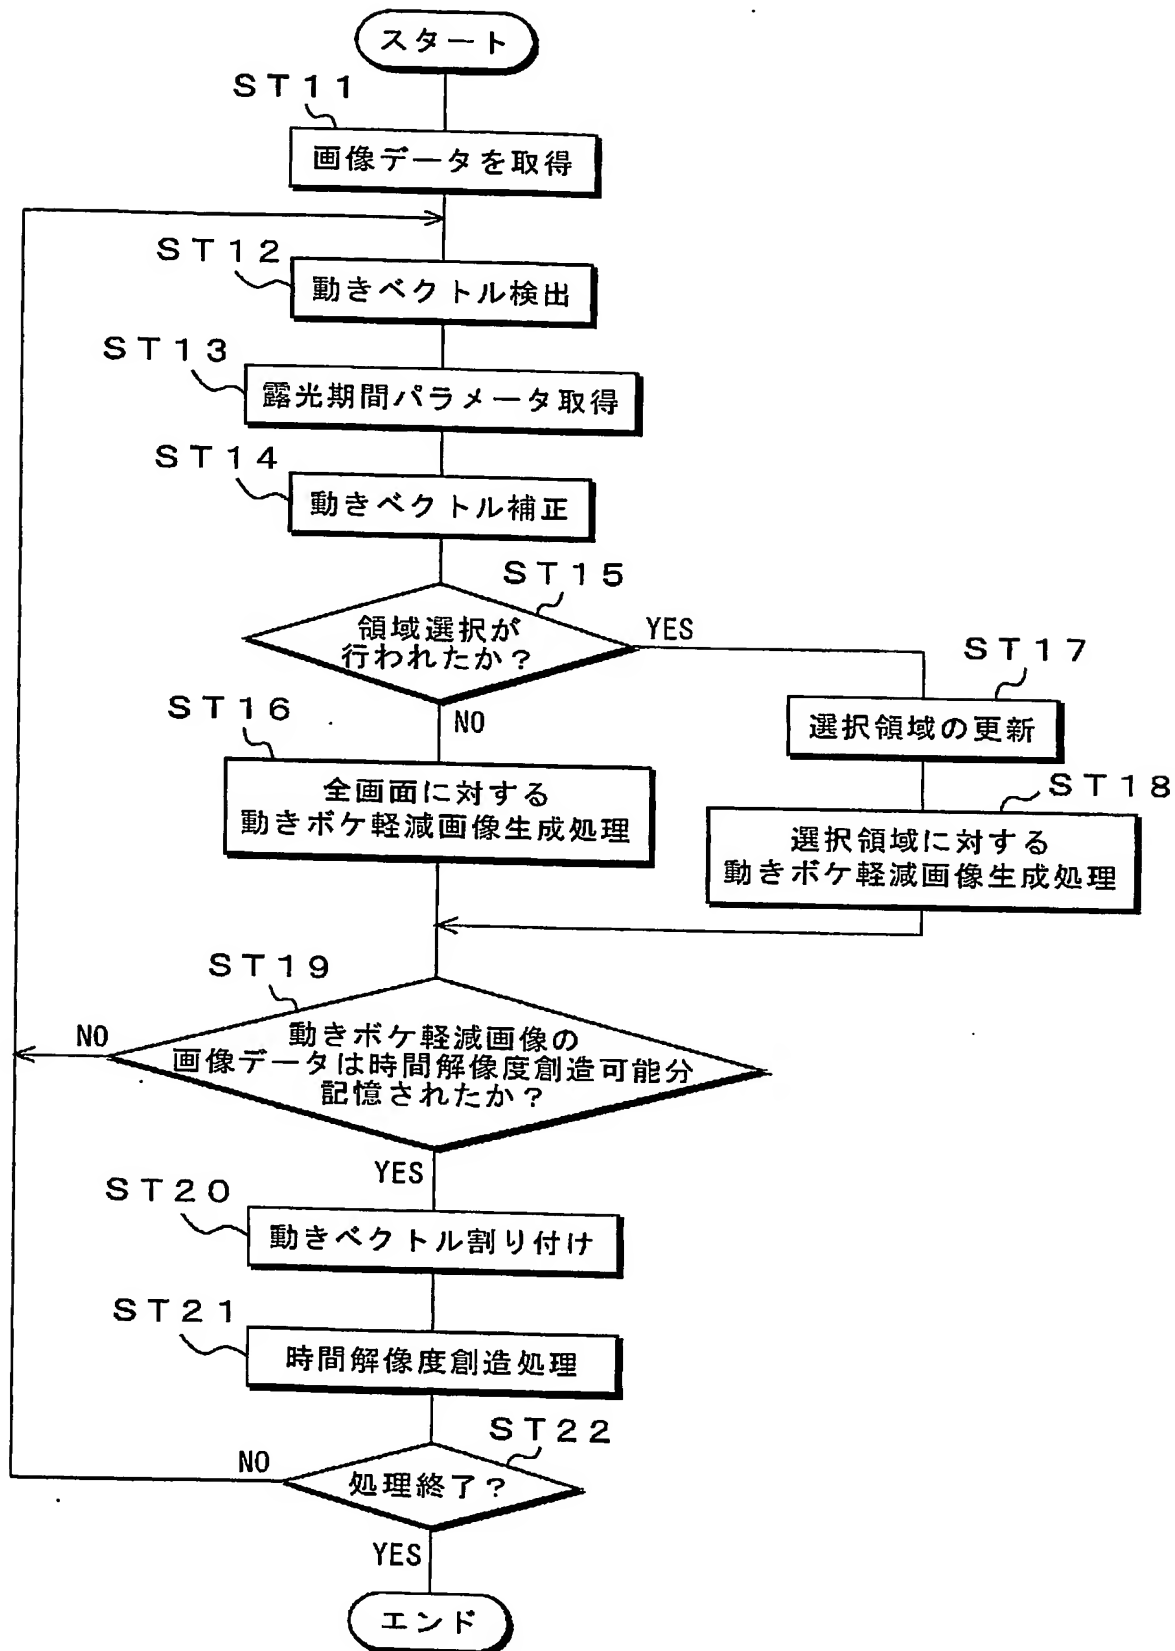 スタート
ST11
画像データを取得
ST12
動きベクトル検出
ST13
露光期間パラメータ取得
ST14
動きベクトル補正
ST15
領域選択が
行われたか?
YES
NO
ST17
選択領域の更新
ST16
全画面に対する
動きボケ軽減画像生成処理
ST18
選択領域に対する
動きボケ軽減画像生成処理
ST19
NO
動きボケ軽減画像の
画像データは時間解像度創造可能分
記憶されたか?
YES
ST20
動きベクトル割り付け
ST21
時間解像度創造処理
ST22
NO
処理終了?
YES
エンド